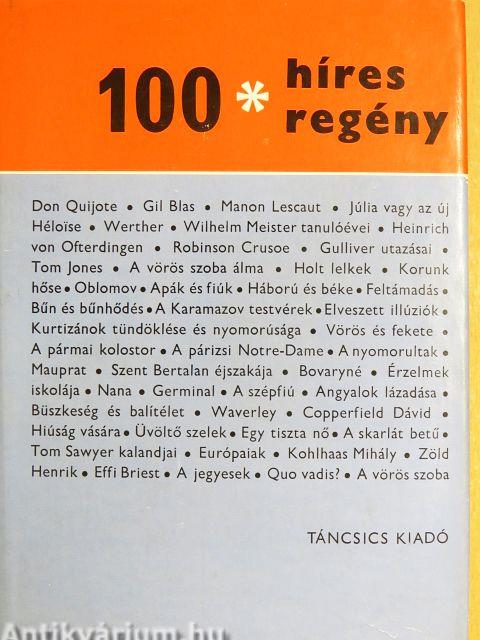 100 * híres
regény
Don Quijote • Gil Blas • Manon Lescaut • Júlia vagy az új
Héloïse • Werther • Wilhelm Meister tanulóévei • Heinrich
von Ofterdingen • Robinson Crusoe • Gulliver utazásai •
Tom Jones • A vörös szoba álma • Holt lelkek • Korunk
hőse • Oblomov • Apák és fiúk • Háború és béke • Feltámadás •
Bűn és bűnhődés • A Karamazov testvérek • Elveszett illúziók •
Kurtizánok tündöklése és nyomorúsága • Vörös és fekete •
A pármai kolostor • A párizsi Notre-Dame • A nyomorultak •
Mauprat • Szent Bertalan éjszakája • Bovaryné • Érzelmek
iskolája • Nana • Germinal • A szépfiú • Angyalok lázadása •
Büszkeség és balítélet • Waverley • Copperfield Dávid •
Hiúság vására • Üvöltő szelek • Egy tiszta nő • A skarlát betű •
Tom Sawyer kalandjai • Európaiak • Kohlhaas Mihály • Zöld
Henrik • Effi Briest • A jegyesek • Quo vadis? • A vörös szoba
TÁNCSICS KIADÓ
Antikvárium.hu